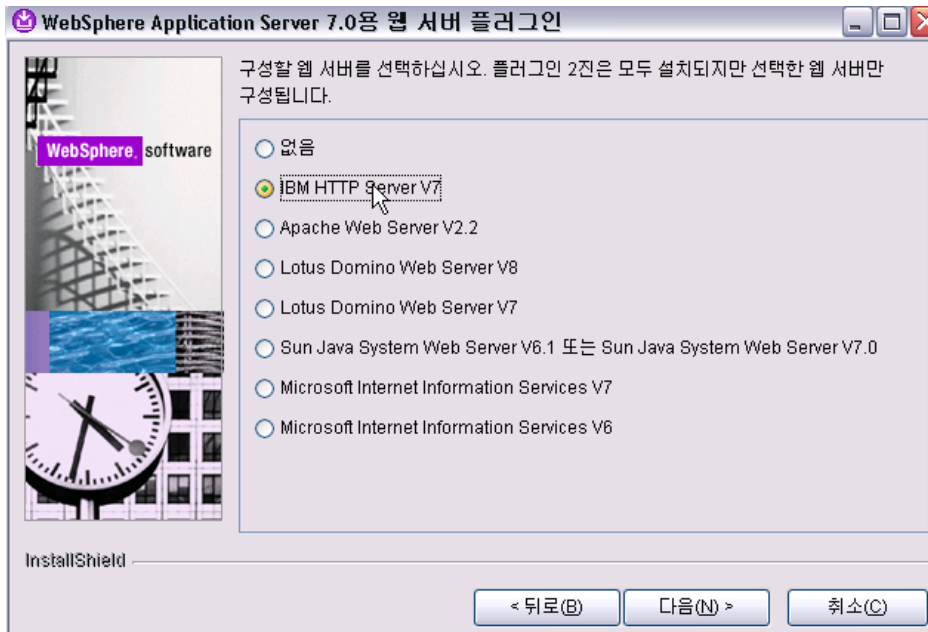 WebSphere Application Server 7.0용 웹 서버 플러그인
WebSphere. software
구성할 웹 서버를 선택하십시오. 플러그인 2진은 모두 설치되지만 선택한 웹 서버만
구성됩니다.
없음
IBM HTTP Server V7
Apache Web Server V2.2
Lotus Domino Web Server V8
Lotus Domino Web Server V7
Sun Java System Web Server V6.1 또는 Sun Java System Web Server V7.0
Microsoft Internet Information Services V7
Microsoft Internet Information Services V6
InstallShield
< 뒤로(B)
다음(N) >
취소(C)